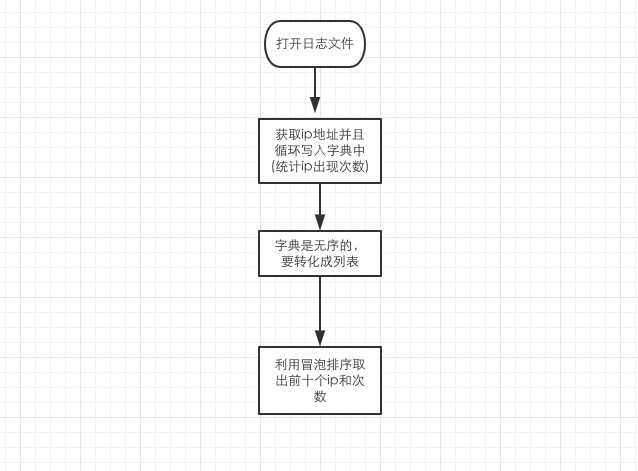 打开日志文件
获取ip地址并且
循环写入字典中
(统计ip出现次数)
字典是无序的，
要转化成列表
利用冒泡排序取
出前十个ip和次
数